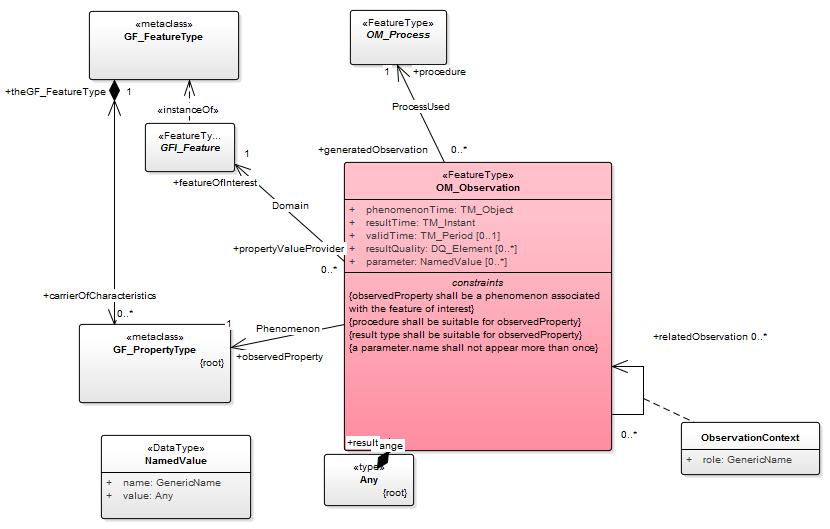 «metaclass»
GF_FeatureType
«FeatureType»
OM_Process
+theGF_FeatureType
1
1
+procedure
«instanceOf»
ProcessUsed
«FeatureTy...
GFI_Feature
1
+generatedObservation
0..*
+featureOfInterest
Domain
+propertyValueProvider
0..*
«FeatureType»
OM_Observation
+ phenomenonTime: TM_Object
+ resultTime: TM_Instant
+ validTime: TM_Period [0..1]
+ resultQuality: DQ_Element [0..*]
+ parameter: NamedValue [0..*]
constraints
{observedProperty shall be a phenomenon associated
with the feature of interest}
{procedure shall be suitable for observedProperty}
{result type shall be suitable for observedProperty}
{a parameter.name shall not appear more than once}
+carrierOfCharacteristics
0..*
«metaclass»
GF_PropertyType
{root}
1
Phenomenon
+observedProperty
+relatedObservation 0..*
0..*
ObservationContext
+ role: GenericName
«DataType»
NamedValue
+ name: GenericName
+ value: Any
+result
ange
«type»
Any
{root}